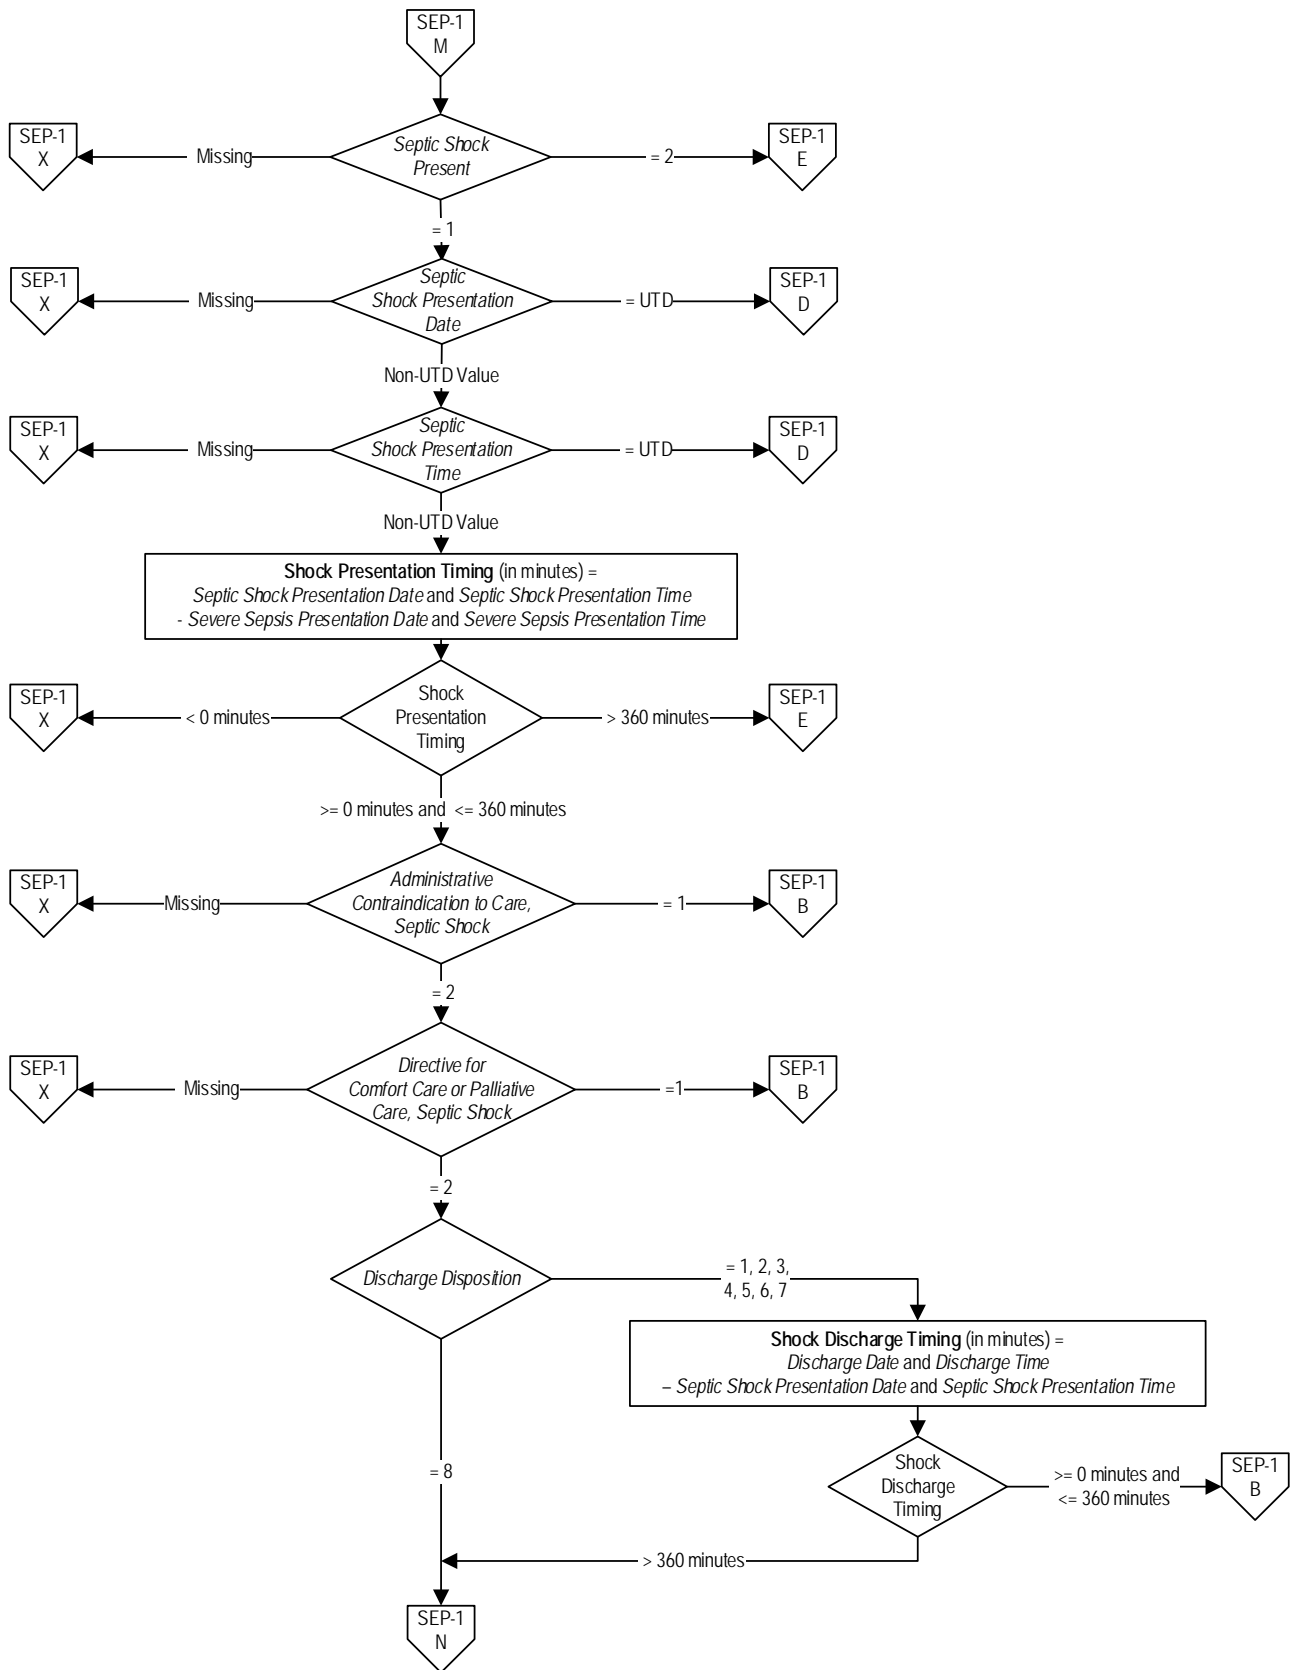 SEP-1
M
SEP-1
X
Missing
Septic Shock
Present
= 2
SEP-1
E
= 1
SEP-1
X
Missing
Septic
Shock Presentation
Date
= UTD
SEP-1
D
Non-UTD Value
SEP-1
X
Missing
Septic
Shock Presentation
Time
= UTD
SEP-1
D
Non-UTD Value
Shock Presentation Timing (in minutes) =
Septic Shock Presentation Date and Septic Shock Presentation Time
- Severe Sepsis Presentation Date and Severe Sepsis Presentation Time
SEP-1
X
< 0 minutes
Shock
Presentation
Timing
> 360 minutes
SEP-1
E
>= 0 minutes and <= 360 minutes
SEP-1
X
Missing
Administrative
Contraindication to Care,
Septic Shock
= 1
SEP-1
B
= 2
SEP-1
X
Missing
Directive for
Comfort Care or Palliative
Care, Septic Shock
=1
SEP-1
B
= 2
Discharge Disposition
= 1, 2, 3,
4, 5, 6, 7
Shock Discharge Timing (in minutes) =
Discharge Date and Discharge Time
– Septic Shock Presentation Date and Septic Shock Presentation Time
= 8
Shock
Discharge
Timing
>= 0 minutes and
<= 360 minutes
SEP-1
B
> 360 minutes
SEP-1
N